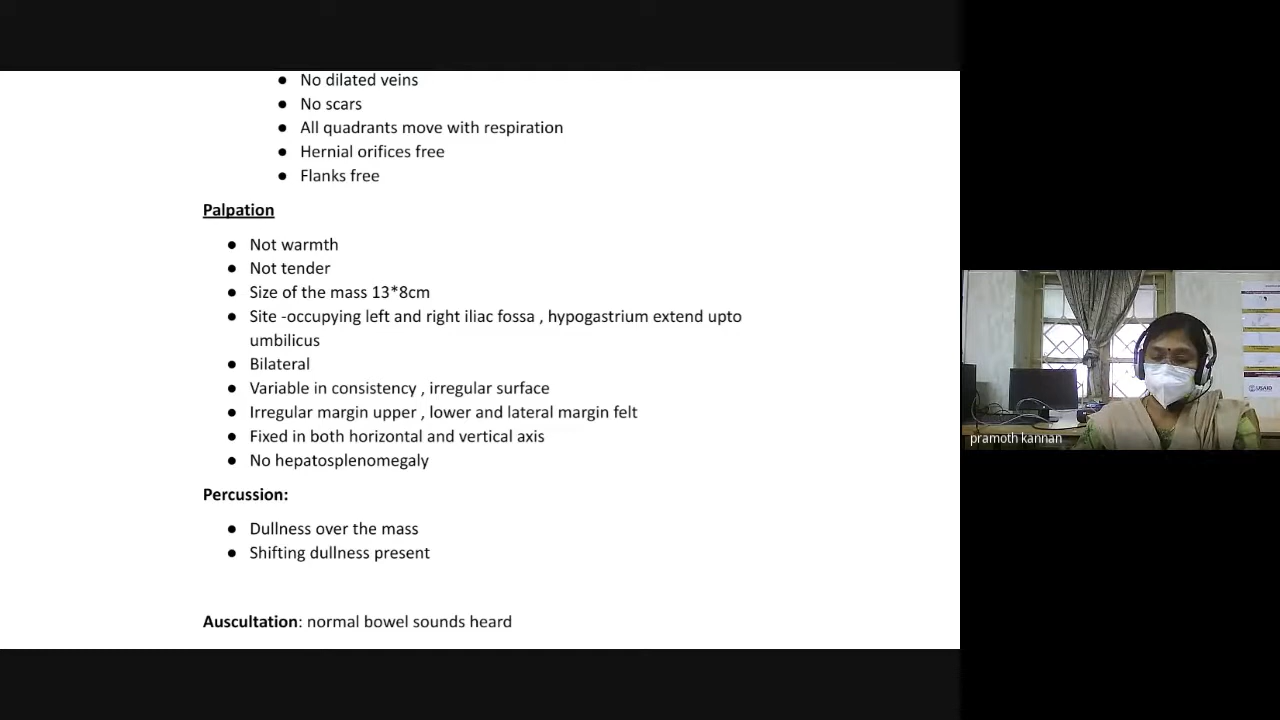 ● No dilated veins
● No scars
● All quadrants move with respiration
● Hernial orifices free
● Flanks free
Palpation
● Not warmth
● Not tender
● Size of the mass 13*8cm
● Site -occupying left and right iliac fossa , hypogastrium extend upto
umbilicus
● Bilateral
● Variable in consistency , irregular surface
● Irregular margin upper , lower and lateral margin felt
● Fixed in both horizontal and vertical axis
● No hepatosplenomegaly
Percussion:
● Dullness over the mass
● Shifting dullness present
Auscultation: normal bowel sounds heard
USAID
pramoth kannan